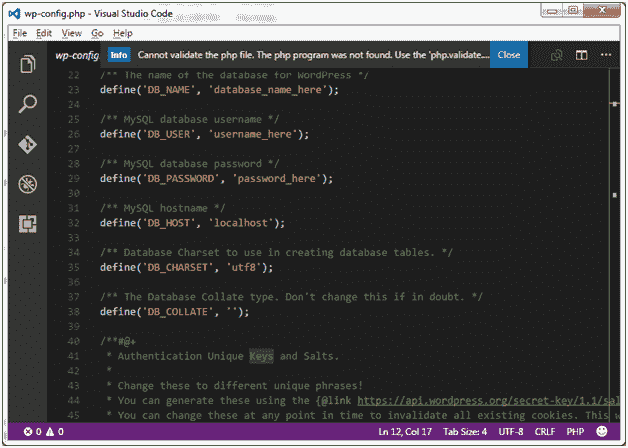 wp-config.php - Visual Studio Code
File Edit View Go Help
wp-config Info Cannot validate the php file. The php program was not found. Use the 'php.validate.... Close
22 /** The name of the database for WordPress */
23 define('DB_NAME', 'database_name_here');
24
25 /** MySQL database username */
26 define('DB_USER', 'username_here');
27
28 /** MySQL database password */
29 define('DB_PASSWORD', 'password_here');
30
31 /** MySQL hostname */
32 define('DB_HOST', 'localhost');
33
34 /** Database Charset to use in creating database tables. */
35 define('DB_CHARSET', 'utf8');
36
37 /** The Database Collate type. Don't change this if in doubt. */
38 define('DB_COLLATE', '');
39
40 /**#@+
41 * Authentication Unique Keys and Salts.
42 *
43 * Change these to different unique phrases!
44 * You can generate these using the {@link https://api.wordpress.org/secret-key/1.1/sal
45 * You can change these at any point in time to invalidate all existing cookies. This w
0 0 Ln 12, Col 17 Tab Size: 4 UTF-8 CRLF PHP